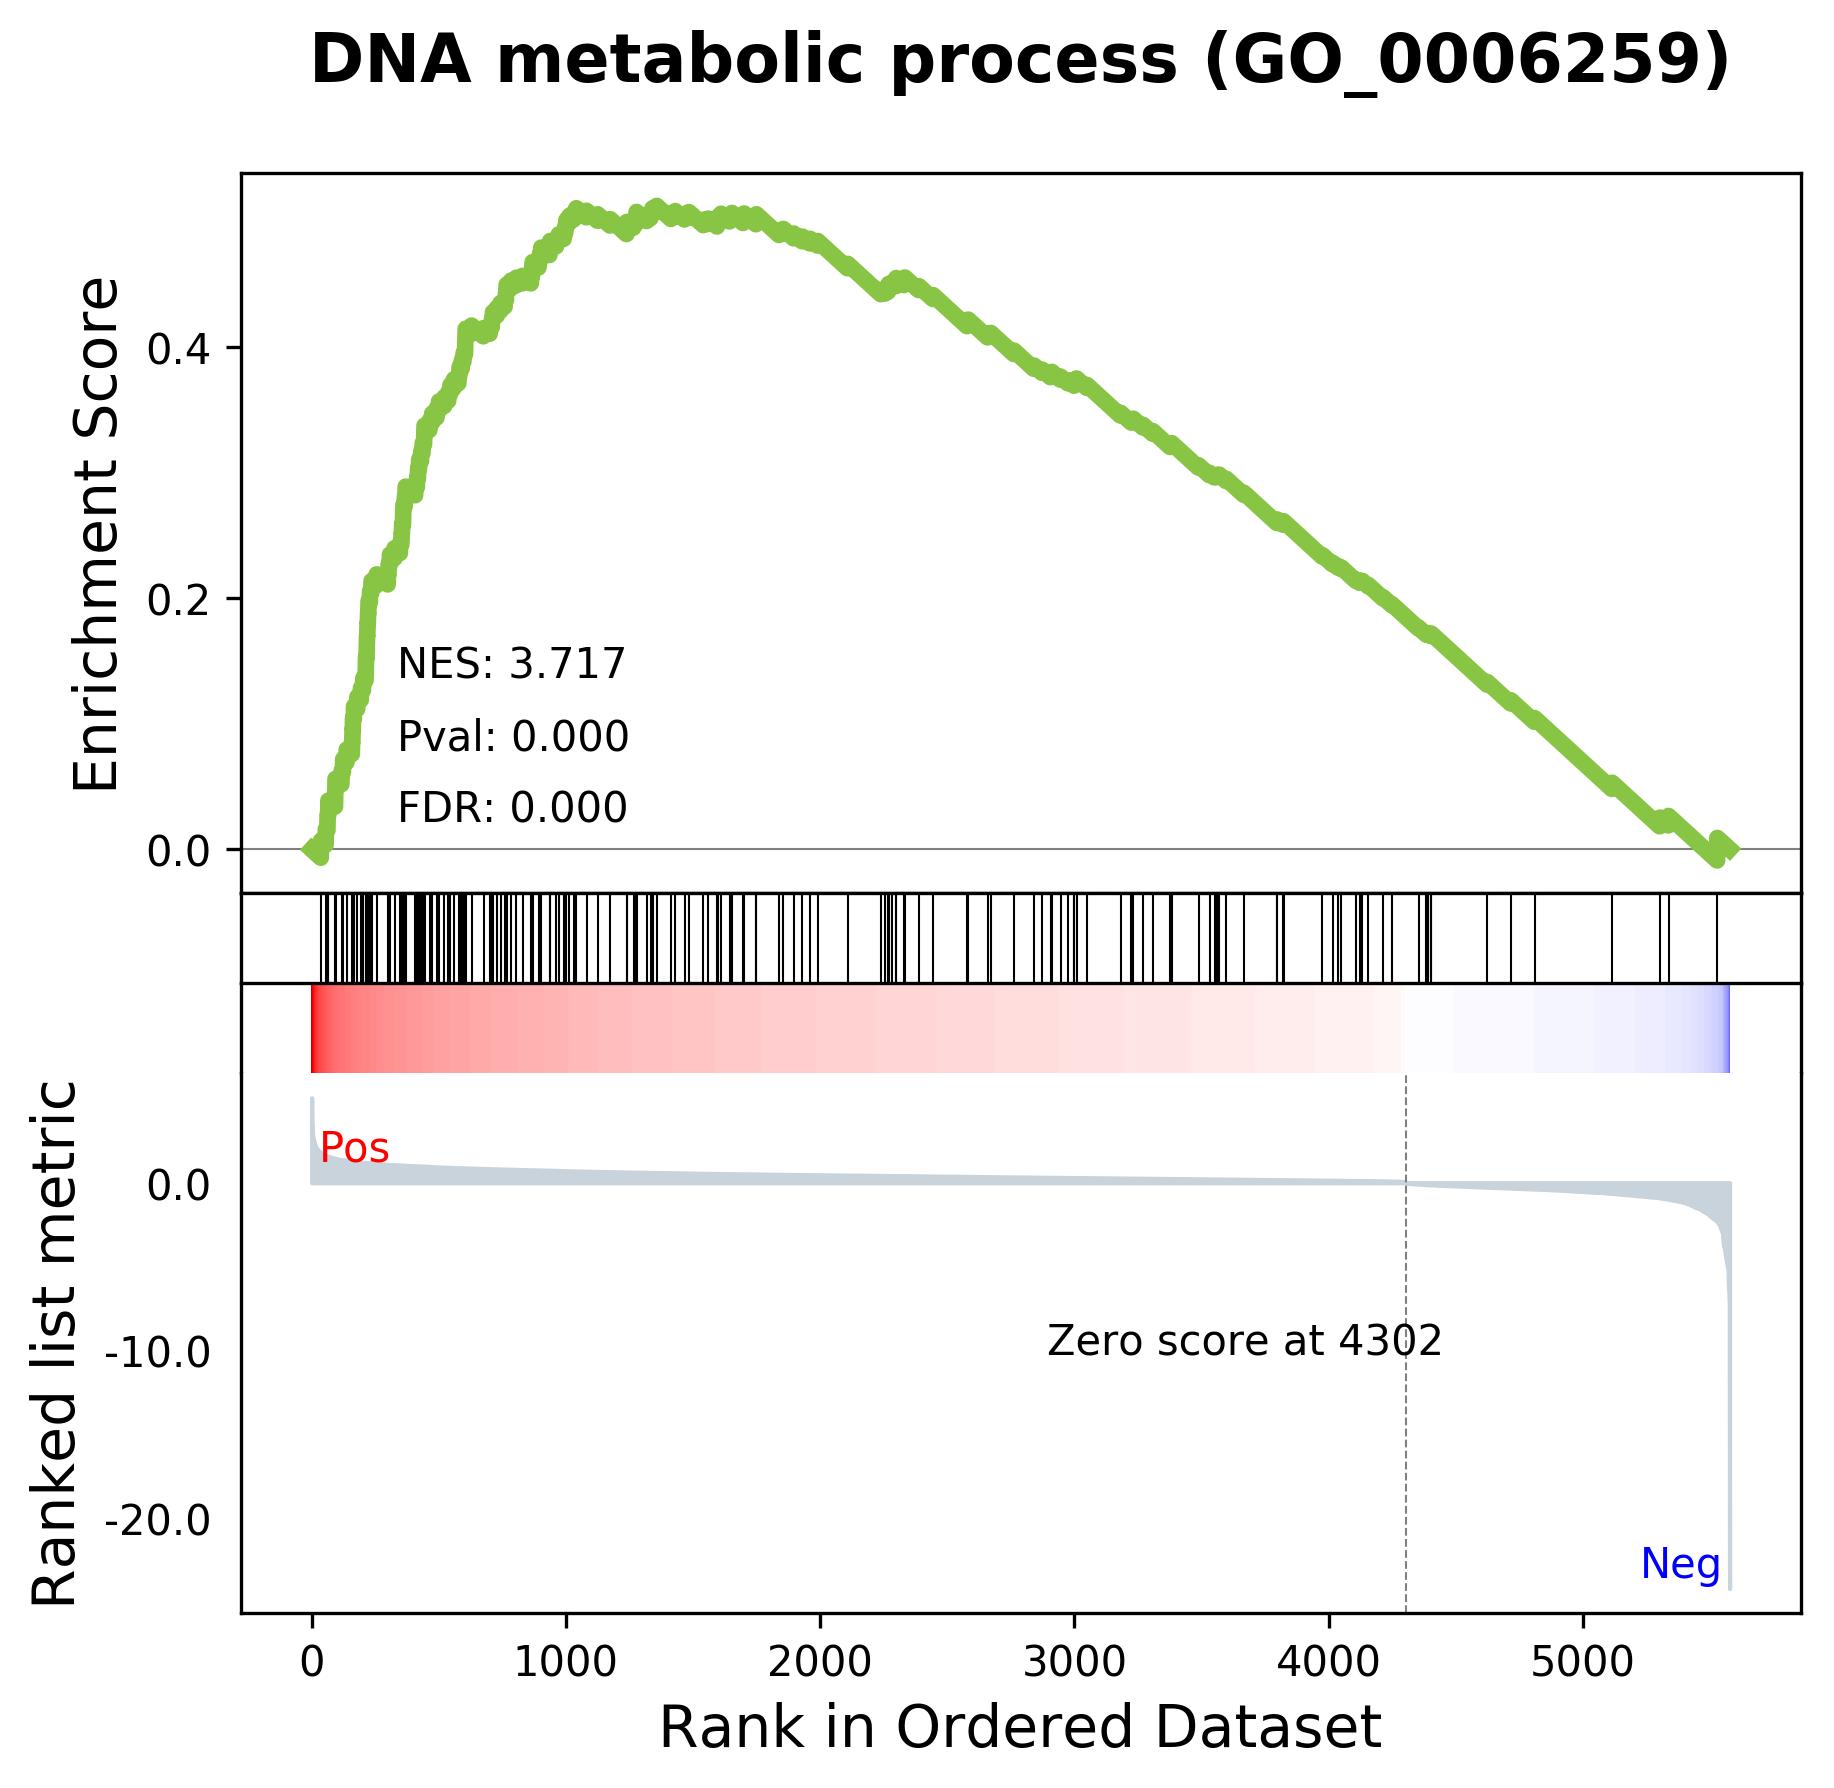 DNA metabolic process (GO_0006259)
Enrichment Score
0.4
0.2
0.0
NES: 3.717
Pval: 0.000
FDR: 0.000
Ranked list metric
Pos
0.0
-10.0
-20.0
Zero score at 4302
Neg
0 1000 2000 3000 4000 5000
Rank in Ordered Dataset